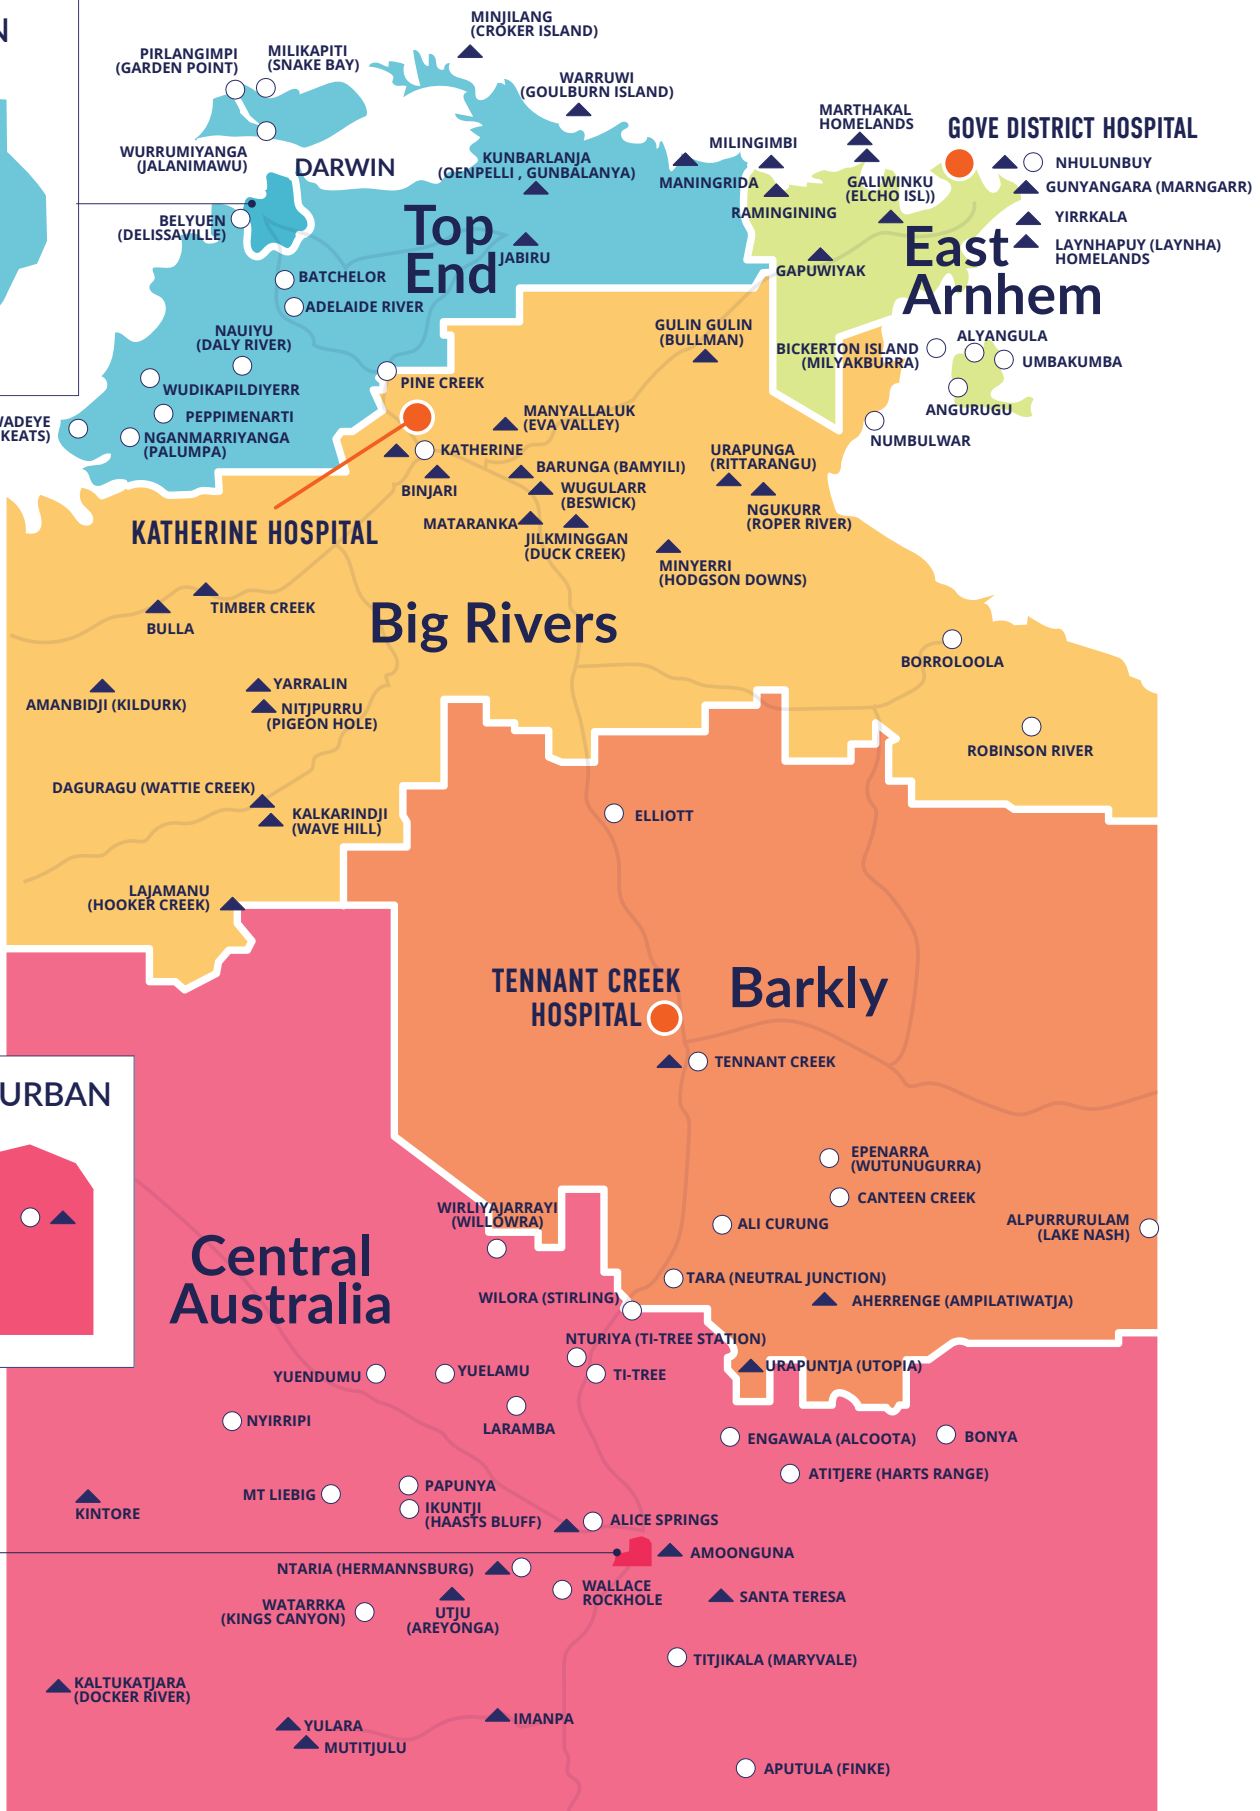 MINJILANG
(CROKER ISLAND)
PIRLANGIMPI
(GARDEN POINT)
MILIKAPITI
(SNAKE BAY)
WARRUWI
(GOULBURN ISLAND)
MARTHAKAL
HOMELANDS
GOVE DISTRICT HOSPITAL
WURRUMIYANGA
(JALANIMAWU)
DARWIN
KUNBARLANJA
(OENPELLI , GUNBALANYA)
MILINGIMBI
MANINGRIDA
RAMINGINING
GALIWINKU
(ELCHO ISL))
NHULUNBUY
GUNYANGARA (MARNGARR)
YIRRKALA
LAYNHAPUY (LAYNHA)
HOMELANDS
BELYUEN
(DELISSAVILLE)
Top
End
JABIRU
GAPUWIYAK
East
Arnhem
BATCHELOR
ADELAIDE RIVER
NAUIYU
(DALY RIVER)
GULIN GULIN
(BULLMAN)
BICKERTON ISLAND
(MILYAKBURRA)
ALYANGULA
UMBAKUMBA
ANGURUGU
NUMBULWAR
WUDIKAPILDIYERR
PINE CREEK
PEPPIMENARTI
NGANMARRIYANGA
(PALUMPA)
VADEYE
KEATS)
MANYALLALUK
(EVA VALLEY)
KATHERINE
BINJARI
BARUNGA (BAMYILI)
WUGULARR
(BESWICK)
URAPUNGA
(RITTARANGU)
NGUKURR
(ROPER RIVER)
KATHERINE HOSPITAL
MATARANKA
JILKMINGGAN
(DUCK CREEK)
MINYERRI
(HODGSON DOWNS)
TIMBER CREEK
BULLA
Big Rivers
BORROLOOLA
AMANBIDJI (KILDURK)
YARRALIN
NITJPURRU
(PIGEON HOLE)
ROBINSON RIVER
DAGURAGU (WATTIE CREEK)
KALKARINDJI
(WAVE HILL)
ELLIOTT
LAJAMANU
(HOOKER CREEK)
TENNANT CREEK
HOSPITAL
Barkly
TENNANT CREEK
URBAN
EPENARRA
(WUTUNUGURRA)
CANTEEN CREEK
ALI CURUNG
ALPURRURULAM
(LAKE NASH)
WIRLIYAJARRAYI
(WILLOWRA)
Central
Australia
TARA (NEUTRAL JUNCTION)
WILORA (STIRLING)
AHERRENGE (AMPILATIWATJA)
NTURIYA (TI-TREE STATION)
URAPUNTJA (UTOPIA)
YUENDUMU
YUELAMU
TI-TREE
NYIRRIPI
LARAMBA
ENGAWALA (ALCOOTA)
BONYA
ATITJERE (HARTS RANGE)
MT LIEBIG
PAPUNYA
IKUNTJI
(HAASTS BLUFF)
KINTORE
ALICE SPRINGS
AMOONGUNA
NTARIA (HERMANNSBURG)
WALLACE
ROCKHOLE
SANTA TERESA
WATARRKA
(KINGS CANYON)
UTJU
(AREYONGA)
TITJIKALA (MARYVALE)
KALTUKATJARA
(DOCKER RIVER)
YULARA
MUTITJULU
IMANPA
APUTULA (FINKE)